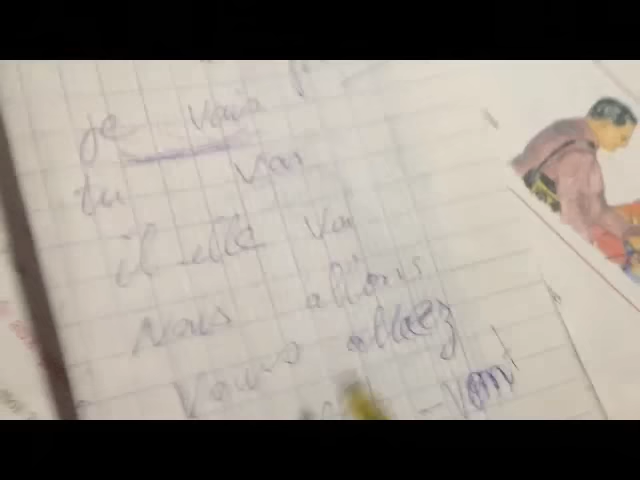 je vais
tu vas
il elle va
Nous allons
Vous allez
vont